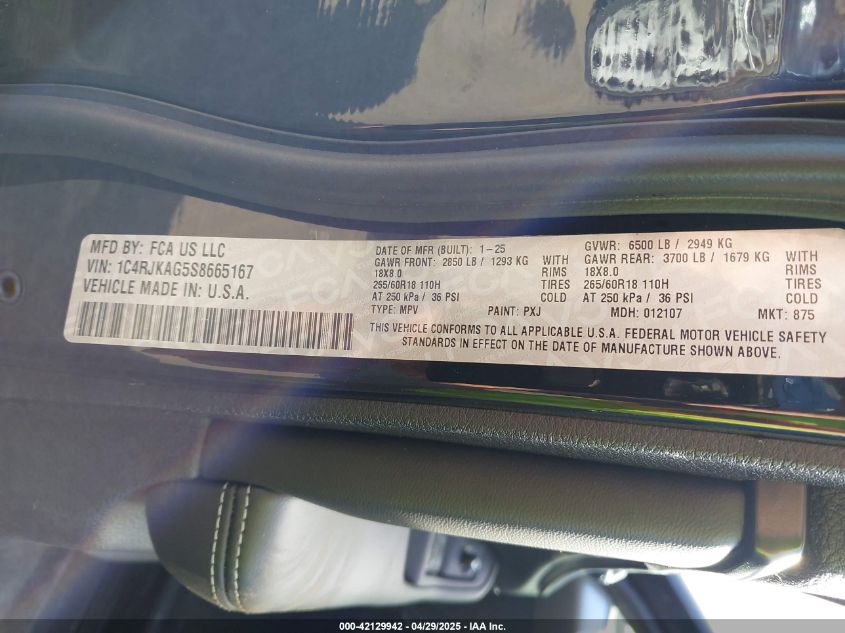 MFD BY: FCA US LLC
VIN: 1C4RJKAG5S8665167
VEHICLE MADE IN: U.S.A.
DATE OF MFR (BUILT): 1-25
GAWR FRONT: 2850 LB / 1293 KG WITH
18X8.0 RIMS
265/60R18 110H TIRES
AT 250 kPa / 36 PSI COLD
TYPE: MPV PAINT: PXJ
GVWR: 6500 LB / 2949 KG
GAWR REAR: 3700 LB / 1679 KG WITH
18X8.0 RIMS
265/60R18 110H TIRES
AT 250 kPa / 36 PSI COLD
MDH: 012107 MKT: 875
THIS VEHICLE CONFORMS TO ALL APPLICABLE U.S.A. FEDERAL MOTOR VEHICLE SAFETY
STANDARDS IN EFFECT ON THE DATE OF MANUFACTURE SHOWN ABOVE.
000-42129942 - 04/29/2025 - IAA Inc.